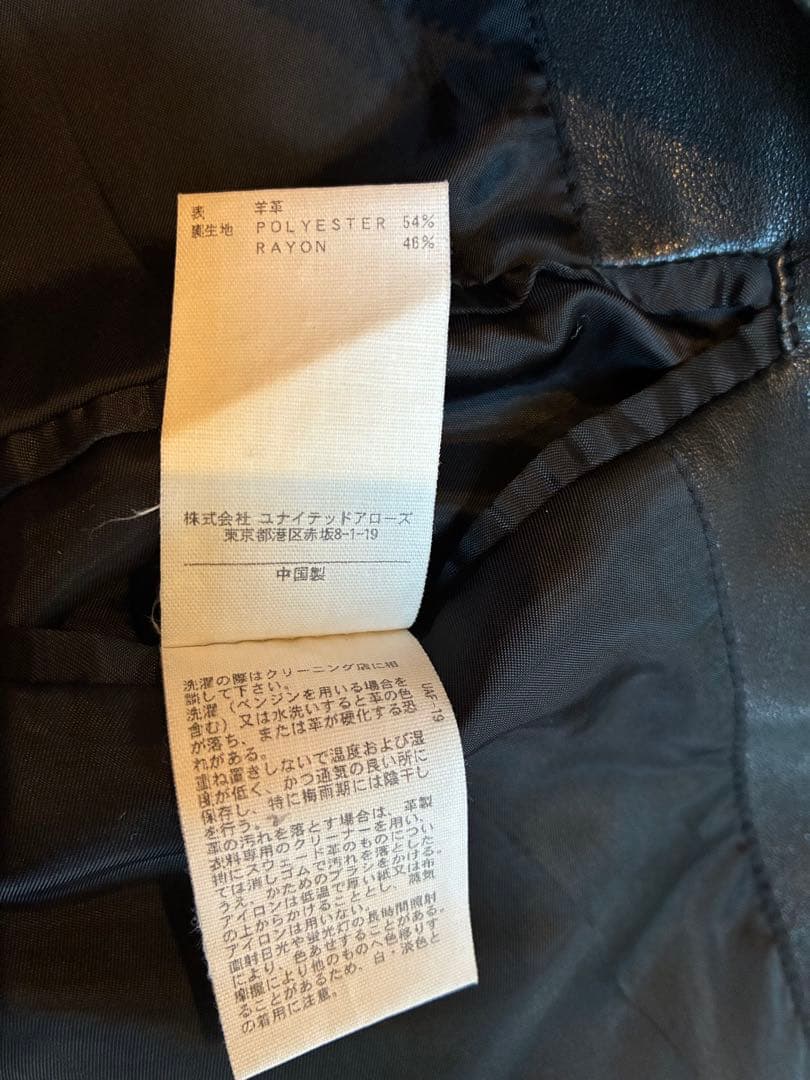 表 羊革
裏生地 POLYESTER 54%
RAYON 46%
株式会社 ユナイテッドアローズ
東京都港区赤坂8-1-19
中国製
UAF-19
洗濯の際はクリーニング店に相
談して下さい。
洗濯(ベンジンを用いる場合を
含む)又は水洗いすると革の色
が落ち、または革が硬化する恐
れがある。
重ね置きしないで温度および湿
度が低く、かつ通気の良い所に
保存し、特に梅雨期には陰干し
を行う。
革の汚れを落とす場合は、革製
衣料専用のクリーナーを用い、
特にスウェード革のものについ
ては消しゴムで汚れを落とした
うえ、かためのブラシをかける。
アイロンは低温で厚い紙又は布
の上からかけることとし、蒸気
アイロンは用いない。
直射日光や蛍光灯の長時間照射
により、色あせすることがある。
摩擦により他のものへ色移りす
ることがあるため、白・淡色と
の着用に注意。